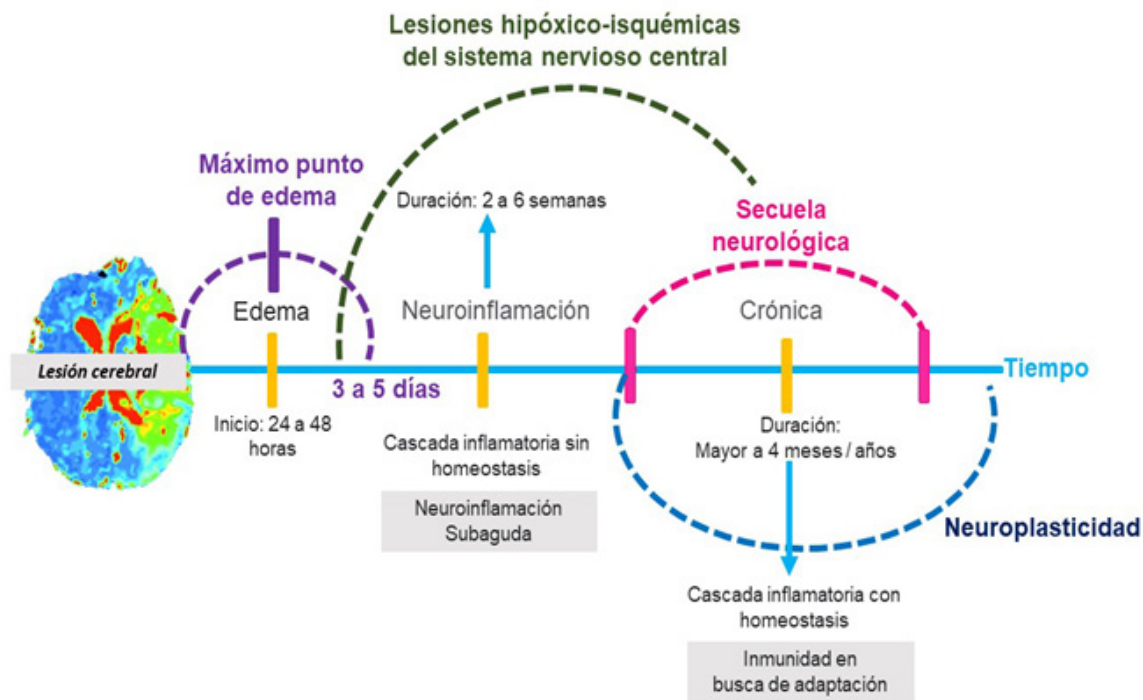 Lesiones hipóxico-isquémicas
del sistema nervioso central
Máximo punto
de edema
Duración: 2 a 6 semanas
Secuela
neurológica
Edema
Neuroinflamación
Crónica
Lesión cerebral
Tiempo
3 a 5 días
Inicio: 24 a 48
horas
Cascada inflamatoria sin
homeostasis
Neuroinflamación
Subaguda
Duración:
Mayor a 4 meses / años
Neuroplasticidad
Cascada inflamatoria con
homeostasis
Inmunidad en
busca de adaptación